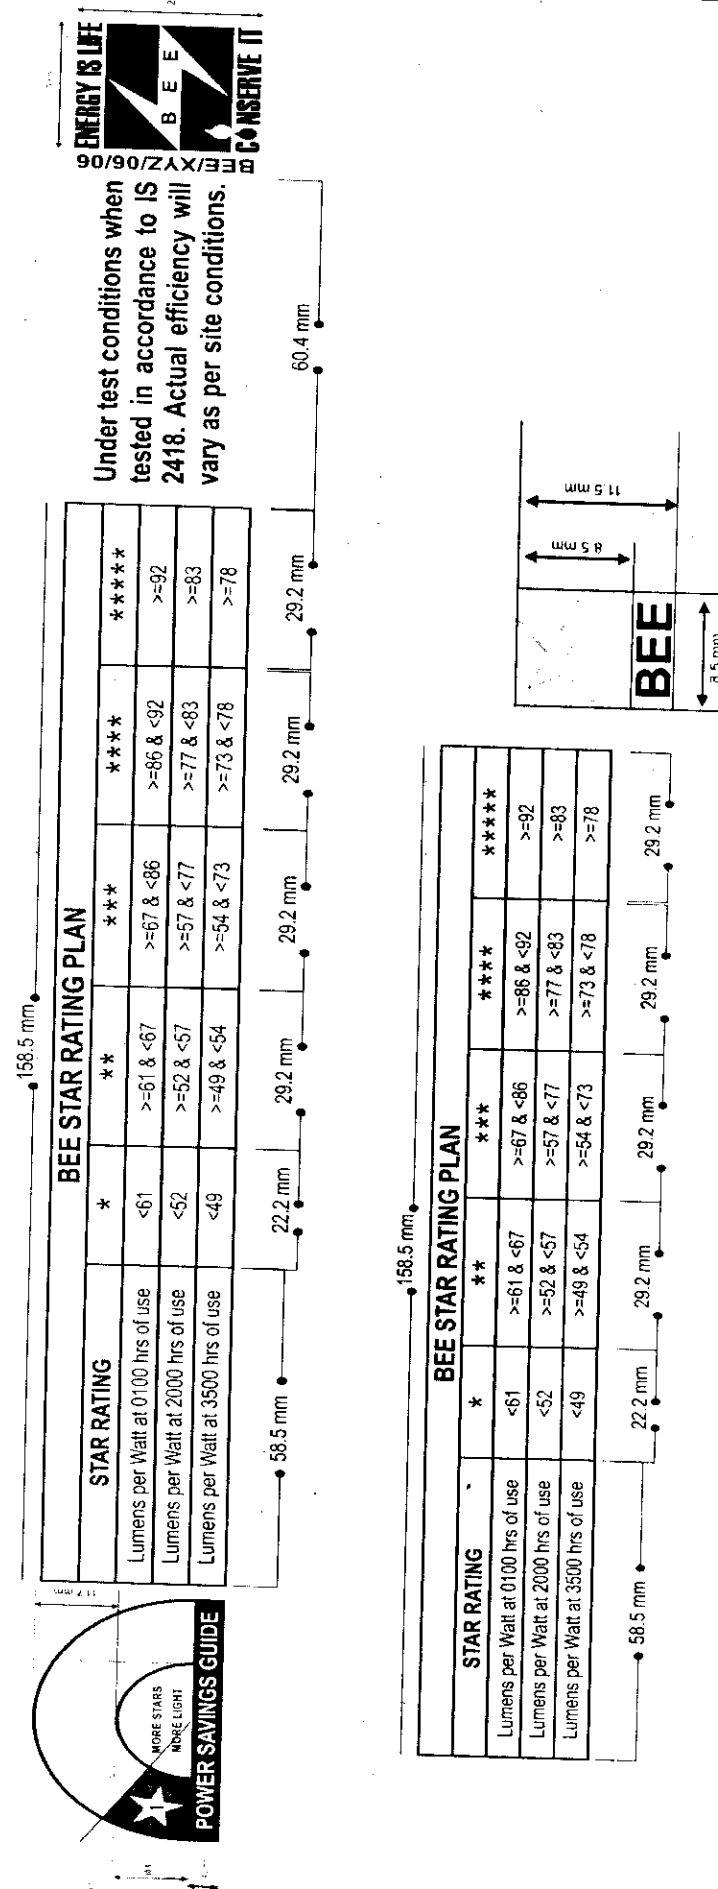 MORE STARS
MORE LIGHT
1
POWER SAVINGS GUIDE
11.7 mm
158.5 mm
BEE STAR RATING PLAN
STAR RATING * ** *** **** *****
Lumens per Watt at 0100 hrs of use <61 >=61 & <67 >=67 & <86 >=86 & <92 >=92
Lumens per Watt at 2000 hrs of use <52 >=52 & <57 >=57 & <77 >=77 & <83 >=83
Lumens per Watt at 3500 hrs of use <49 >=49 & <54 >=54 & <73 >=73 & <78 >=78
58.5 mm 22.2 mm 29.2 mm 29.2 mm 29.2 mm 29.2 mm 60.4 mm
Under test conditions when
tested in accordance to IS
2418. Actual efficiency will
vary as per site conditions.
BEE/XYZ/06/06
ENERGY IS LIFE
BEE
CONSERVE IT
158.5 mm
BEE STAR RATING PLAN
STAR RATING * ** *** **** *****
Lumens per Watt at 0100 hrs of use <61 >=61 & <67 >=67 & <86 >=86 & <92 >=92
Lumens per Watt at 2000 hrs of use <52 >=52 & <57 >=57 & <77 >=77 & <83 >=83
Lumens per Watt at 3500 hrs of use <49 >=49 & <54 >=54 & <73 >=73 & <78 >=78
58.5 mm 22.2 mm 29.2 mm 29.2 mm 29.2 mm 29.2 mm
BEE
8.5 mm
11.5 mm
8.5 mm